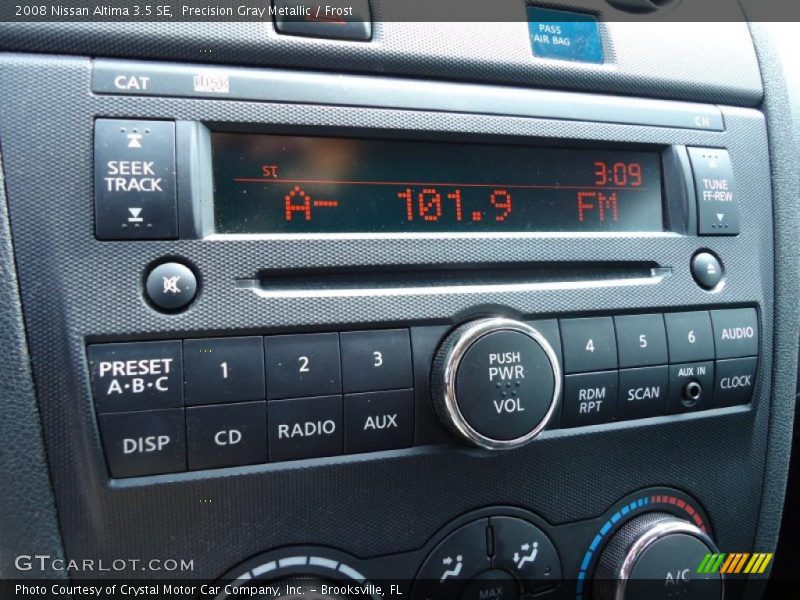 2008 Nissan Altima 3.5 SE,  Precision Gray Metallic / Frost
PASS
AIR BAG
CAT
CH
SEEK
TRACK
ST
3:09
A- 101.9 FM
TUNE
FF·REW
PRESET
A·B·C
1
2
3
PUSH
PWR
VOL
4
5
6
AUDIO
DISP
CD
RADIO
AUX
RDM
RPT
SCAN
AUX IN
CLOCK
A/C
MAX
GTCARLOT.COM
Photo Courtesy of Crystal Motor Car Company, Inc. – Brooksville, FL